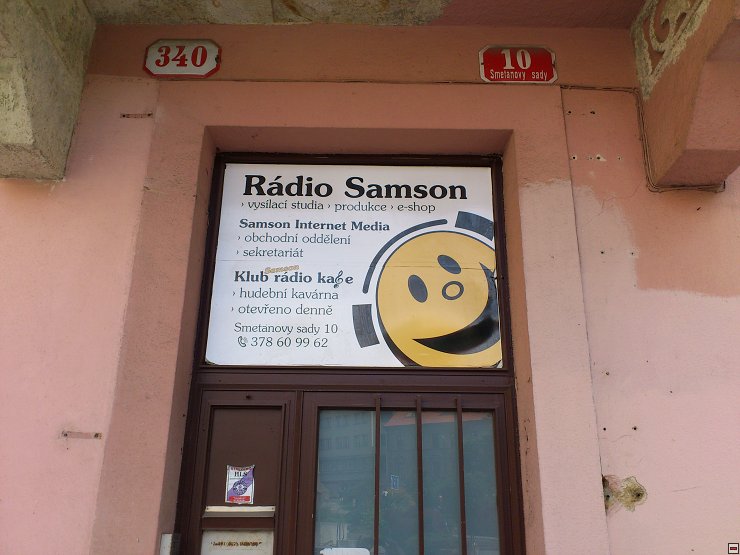 340
10
Smetanovy sady
Rádio Samson
› vysílací studia › produkce › e-shop
Samson Internet Media
› obchodní oddělení
› sekretariát
Samson
Klub rádio kafe
› hudební kavárna
› otevřeno denně
Smetanovy sady 10
378 60 99 62